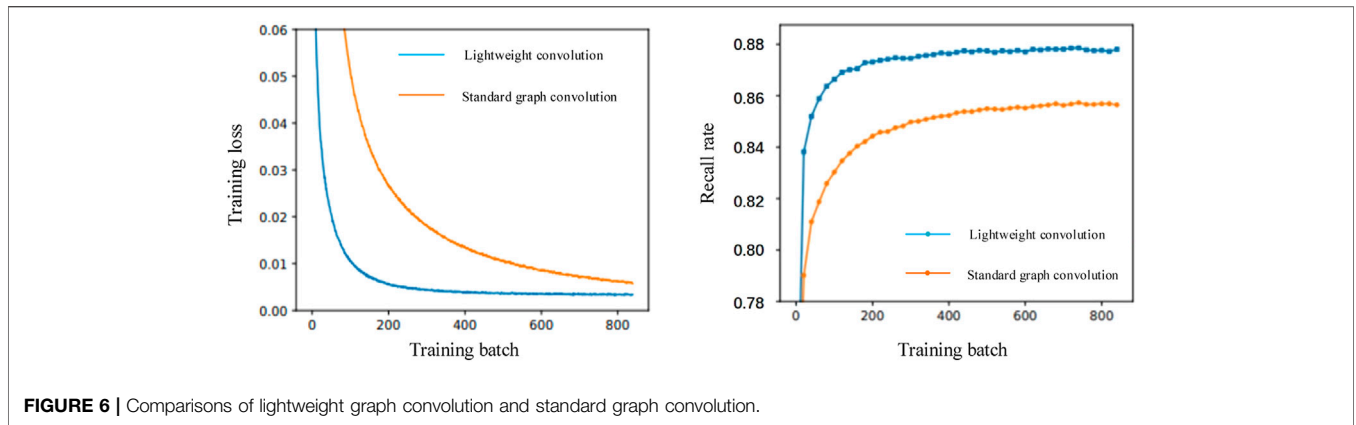 0.06
0.05
0.04
0.03
0.02
0.01
0.00
Training loss
Lightweight convolution
Standard graph convolution
0 200 400 600 800
Training batch
0.88
0.86
0.84
0.82
0.80
0.78
Recall rate
Lightweight convolution
Standard graph convolution
0 200 400 600 800
Training batch
FIGURE 6 | Comparisons of lightweight graph convolution and standard graph convolution.